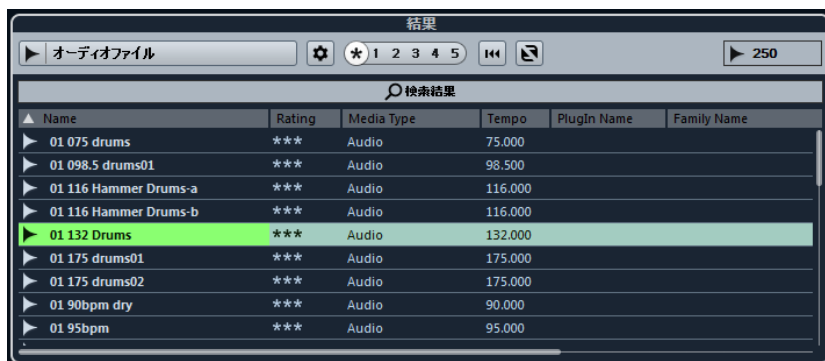 結果
オーディオファイル * 1 2 3 4 5 250
検索結果
Name Rating Media Type Tempo PlugIn Name Family Name
01 075 drums *** Audio 75.000
01 098.5 drums01 *** Audio 98.500
01 116 Hammer Drums-a *** Audio 116.000
01 116 Hammer Drums-b *** Audio 116.000
01 132 Drums *** Audio 132.000
01 175 drums01 *** Audio 175.000
01 175 drums02 *** Audio 175.000
01 90bpm dry *** Audio 90.000
01 95bpm *** Audio 95.000